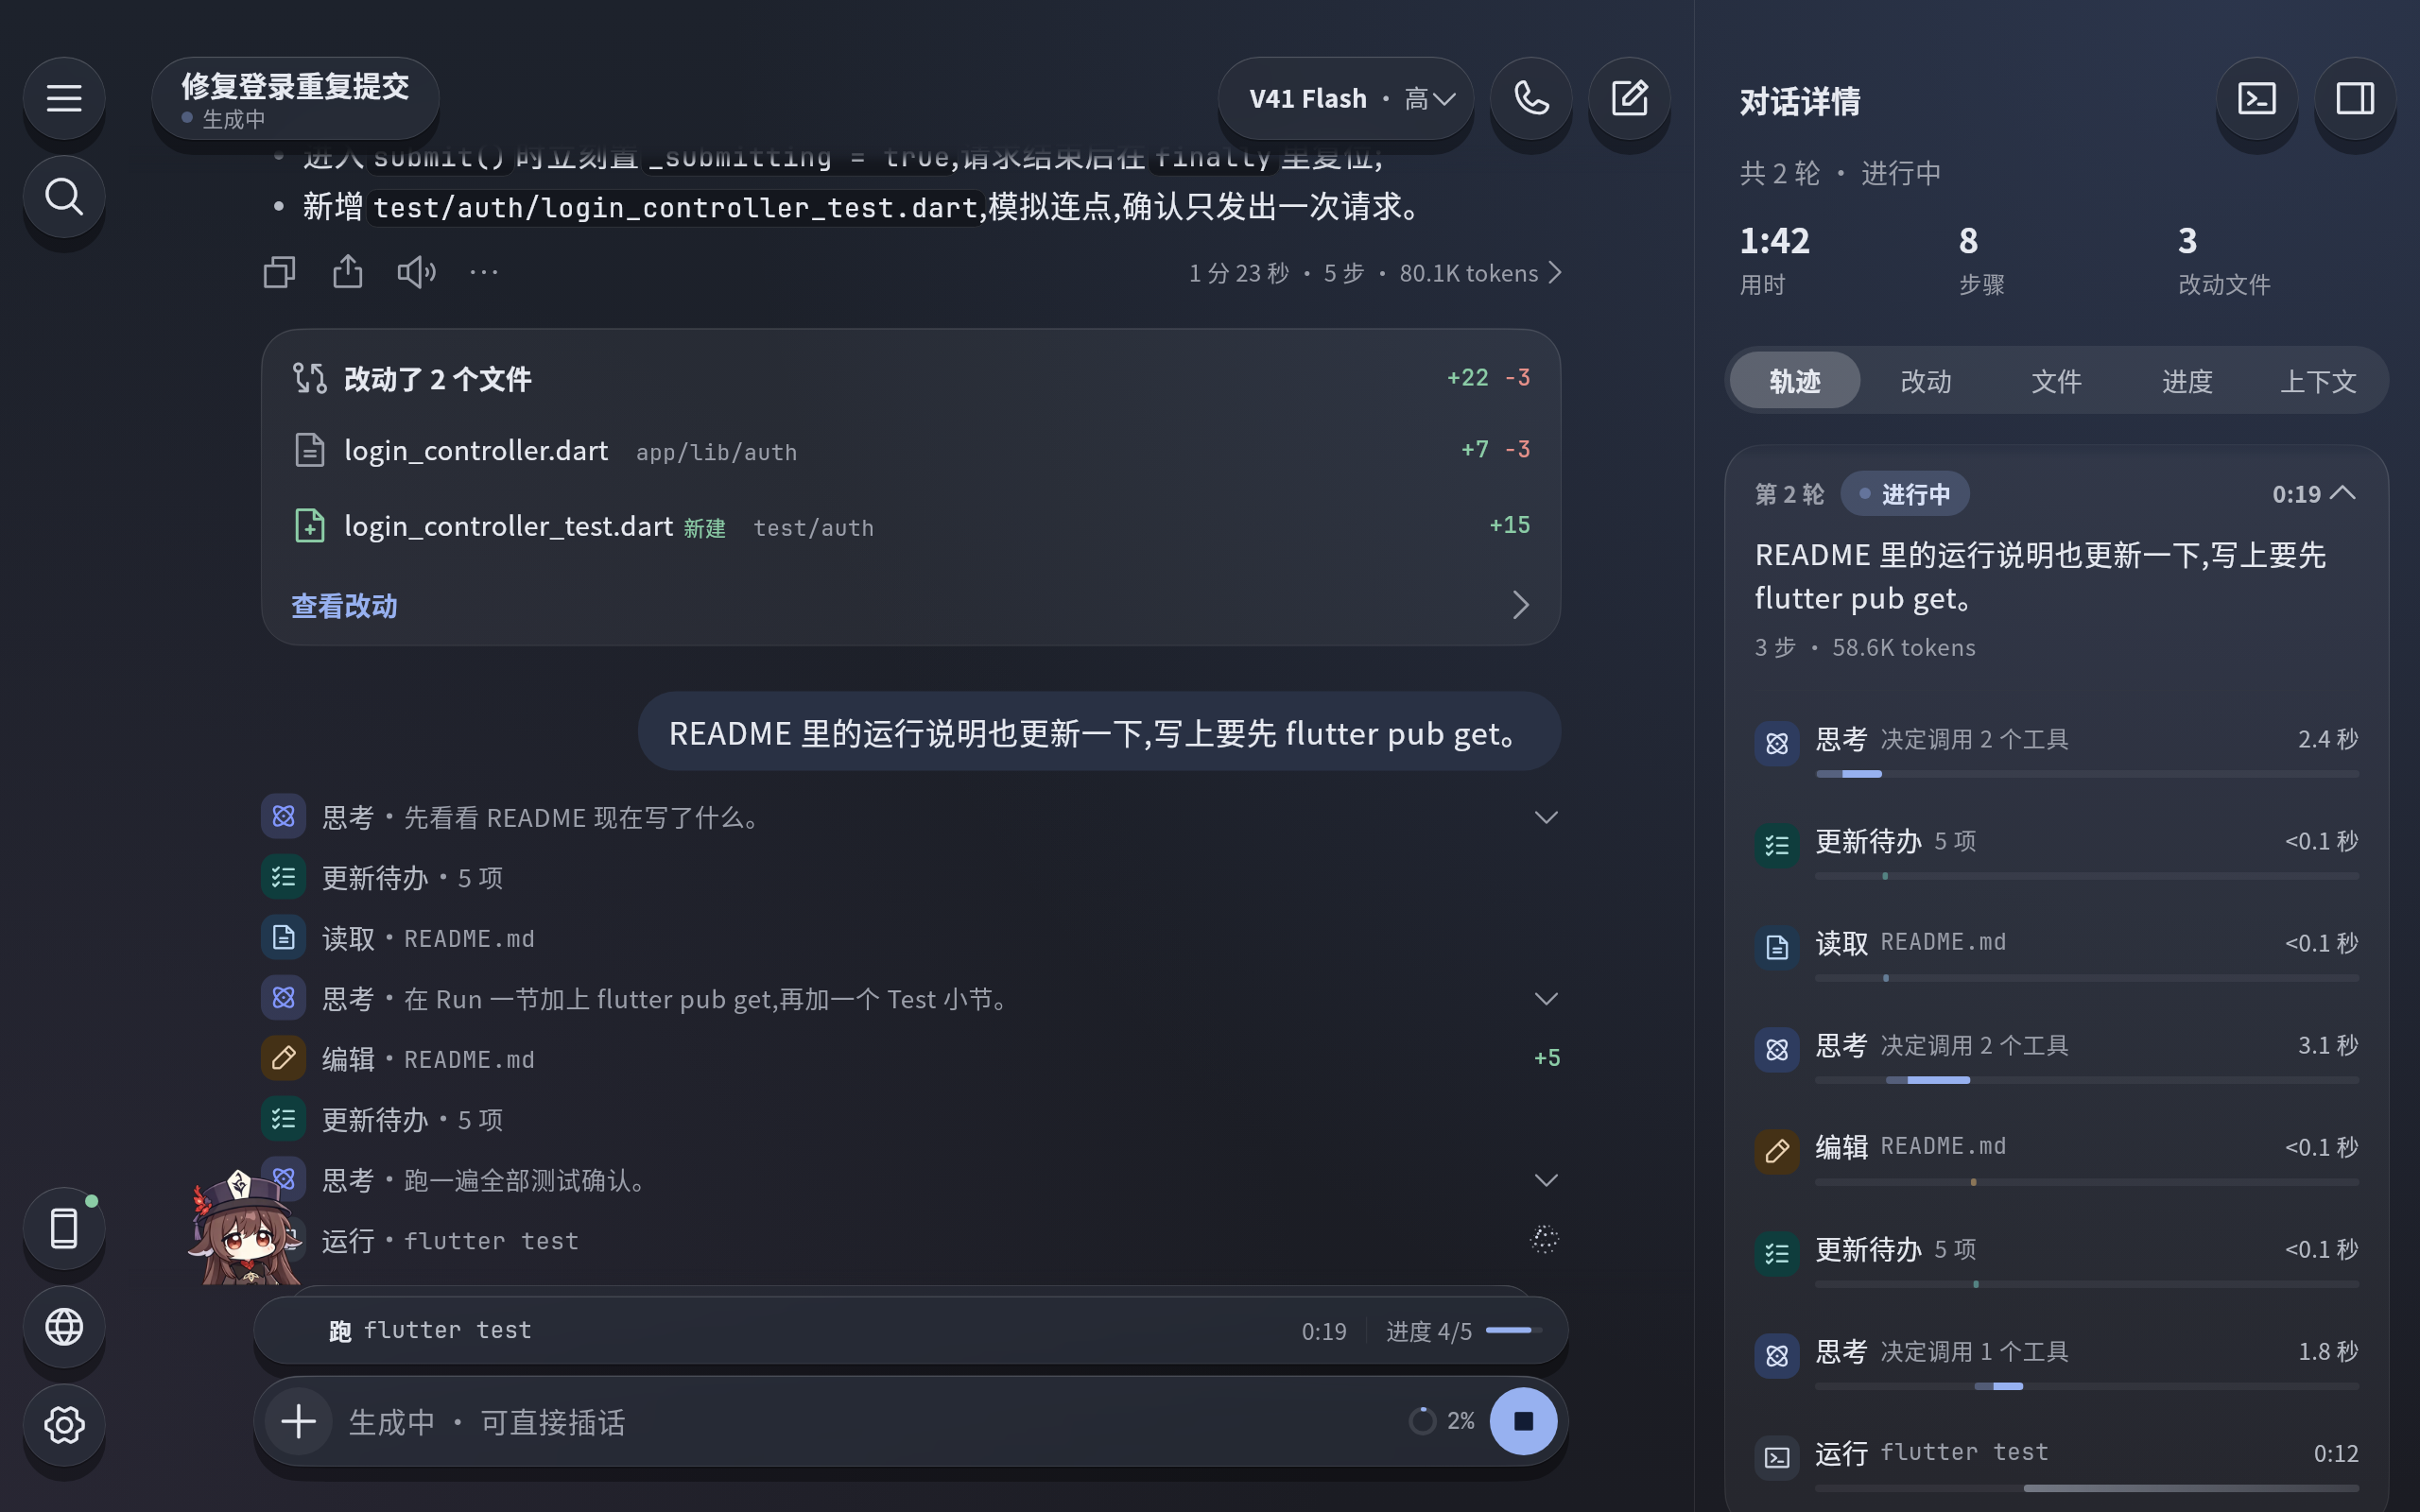 修复登录重复提交
生成中
V41 Flash · 高
进入 submit() 时立刻置 _submitting = true,请求结束后在 finally 里复位;
• 新增 test/auth/login_controller_test.dart,模拟连点,确认只发出一次请求。
1 分 23 秒 · 5 步 · 80.1K tokens
改动了 2 个文件 +22 -3
login_controller.dart app/lib/auth +7 -3
login_controller_test.dart 新建 test/auth +15
查看改动
README 里的运行说明也更新一下,写上要先 flutter pub get。
思考 · 先看看 README 现在写了什么。
更新待办 · 5 项
读取 · README.md
思考 · 在 Run 一节加上 flutter pub get,再加一个 Test 小节。
编辑 · README.md +5
更新待办 · 5 项
思考 · 跑一遍全部测试确认。
运行 · flutter test
跑 flutter test 0:19 进度 4/5
生成中 · 可直接插话 2%
对话详情
共 2 轮 · 进行中
1:42 8 3
用时 步骤 改动文件
轨迹 改动 文件 进度 上下文
第 2 轮 进行中 0:19
README 里的运行说明也更新一下,写上要先
flutter pub get。
3 步 · 58.6K tokens
思考 决定调用 2 个工具 2.4 秒
更新待办 5 项 <0.1 秒
读取 README.md <0.1 秒
思考 决定调用 2 个工具 3.1 秒
编辑 README.md <0.1 秒
更新待办 5 项 <0.1 秒
思考 决定调用 1 个工具 1.8 秒
运行 flutter test 0:12